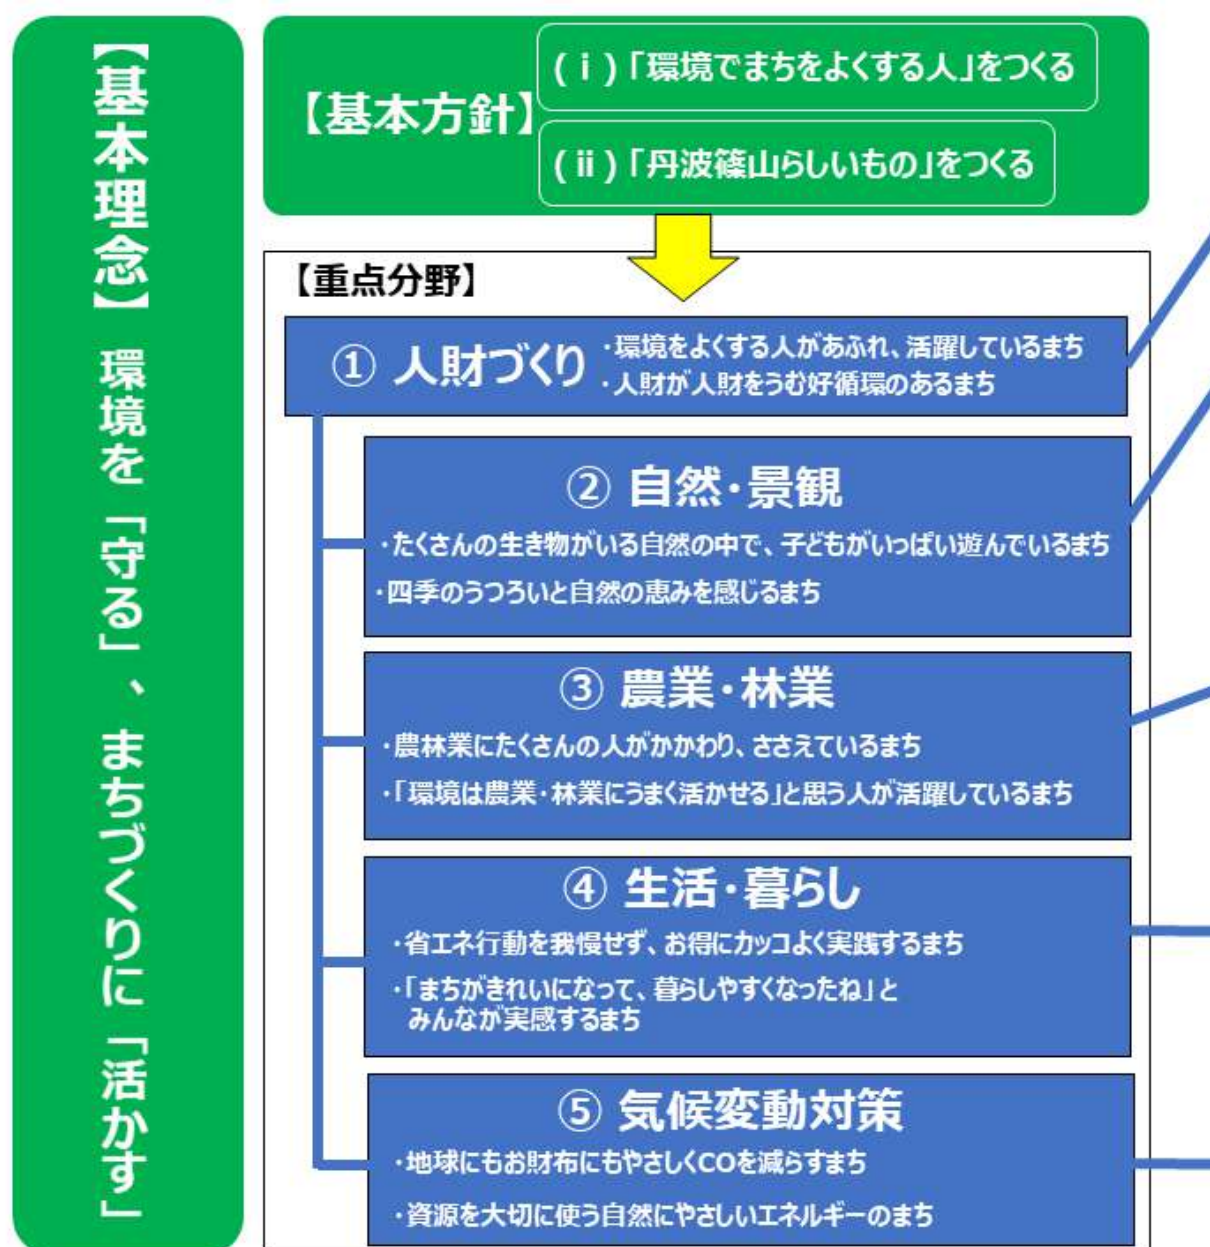 【基本理念】 環境を「守る」、まちづくりに「活かす」
【基本方針】
(ⅰ)「環境でまちをよくする人」をつくる
(ⅱ)「丹波篠山らしいもの」をつくる
【重点分野】
① 人財づくり
・環境をよくする人があふれ、活躍しているまち
・人財が人財をうむ好循環のあるまち
② 自然・景観
・たくさんの生き物がいる自然の中で、子どもがいっぱい遊んでいるまち
・四季のうつろいと自然の恵みを感じるまち
③ 農業・林業
・農林業にたくさんの人がかかわり、ささえているまち
・「環境は農業・林業にうまく活かせる」と思う人が活躍しているまち
④ 生活・暮らし
・省エネ行動を我慢せず、お得にカッコよく実践するまち
・「まちがきれいになって、暮らしやすくなったね」と
みんなが実感するまち
⑤ 気候変動対策
・地球にもお財布にもやさしくCOを減らすまち
・資源を大切に使う自然にやさしいエネルギーのまち